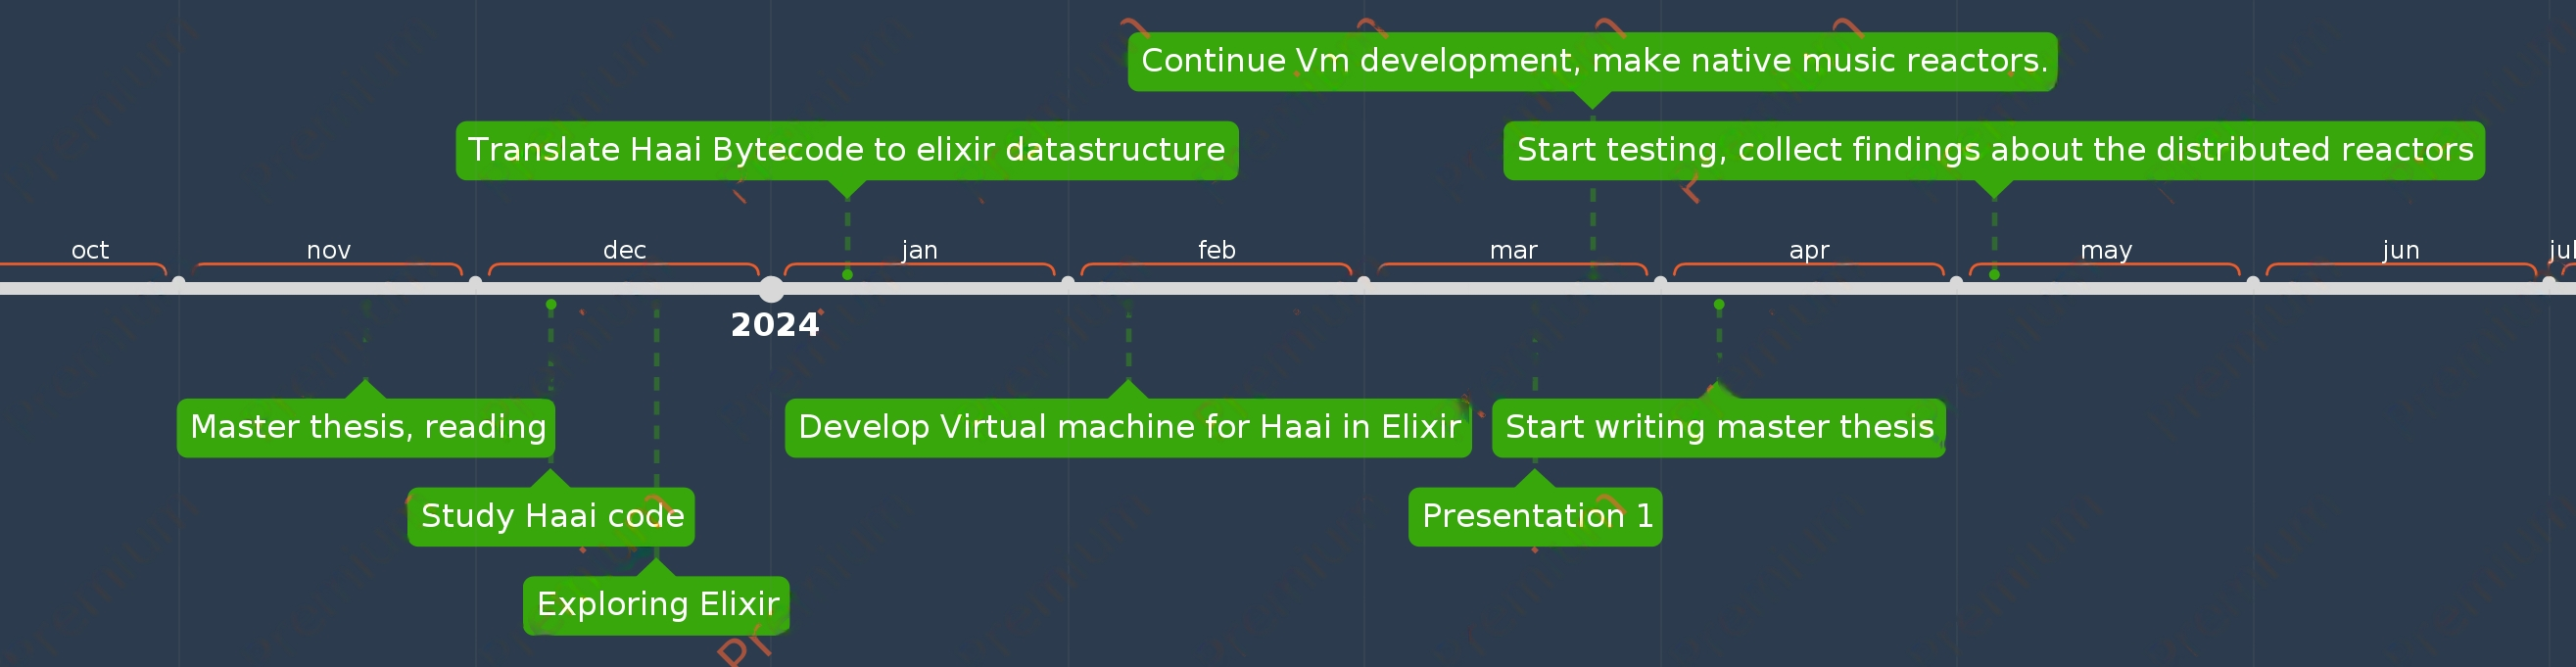 Continue Vm development, make native music reactors.
Translate Haai Bytecode to elixir datastructure
Start testing, collect findings about the distributed reactors
oct nov dec jan feb mar apr may jun jul
2024
Master thesis, reading
Develop Virtual machine for Haai in Elixir
Start writing master thesis
Study Haai code
Presentation 1
Exploring Elixir